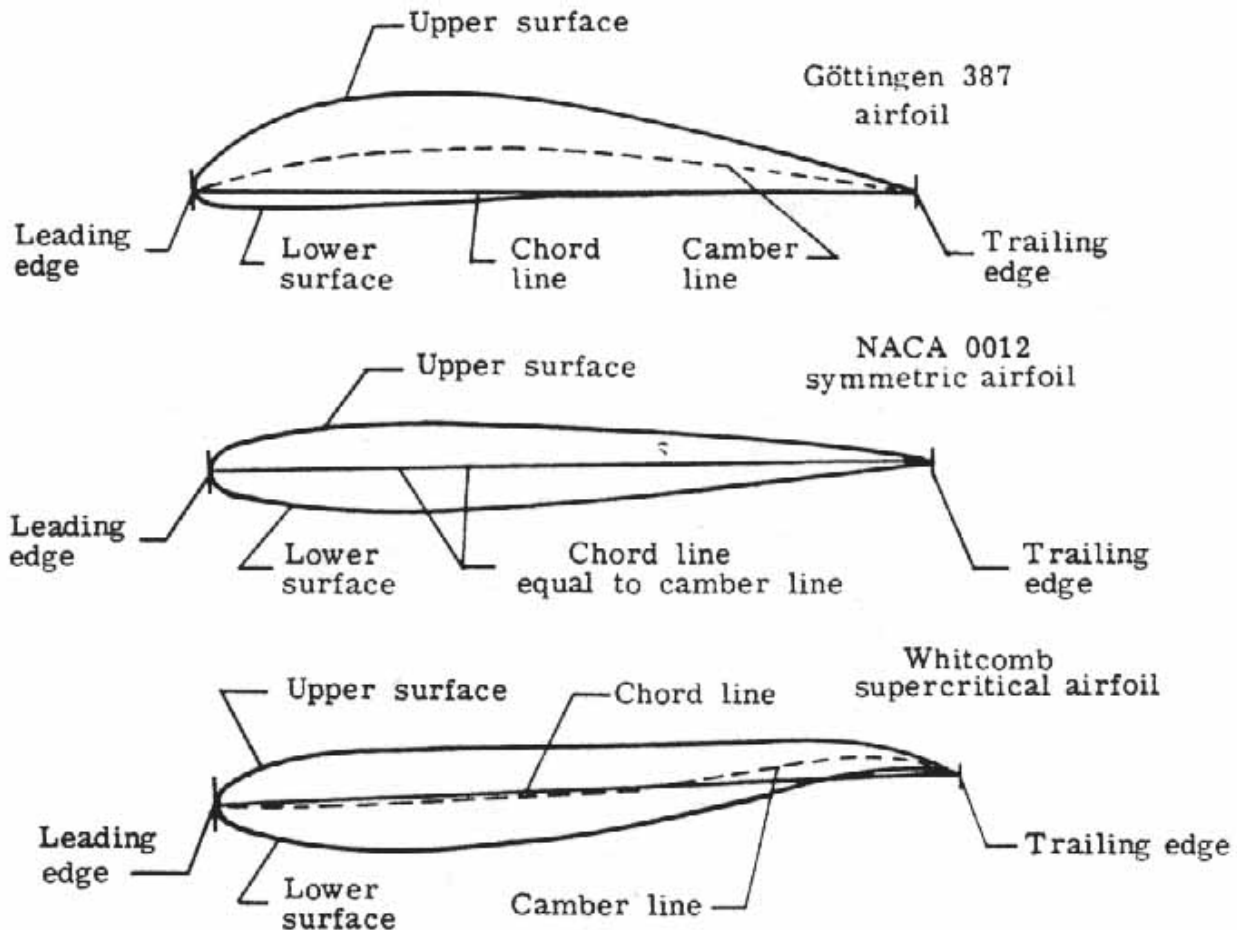 Upper surface
Göttingen 387
airfoil
Leading
edge
Lower
surface
Chord
line
Camber
line
Trailing
edge
Upper surface
NACA 0012
symmetric airfoil
Leading
edge
Lower
surface
Chord line
equal to camber line
Trailing
edge
Whitcomb
supercritical airfoil
Upper surface
Chord line
Leading
edge
Lower
surface
Camber line
Trailing edge